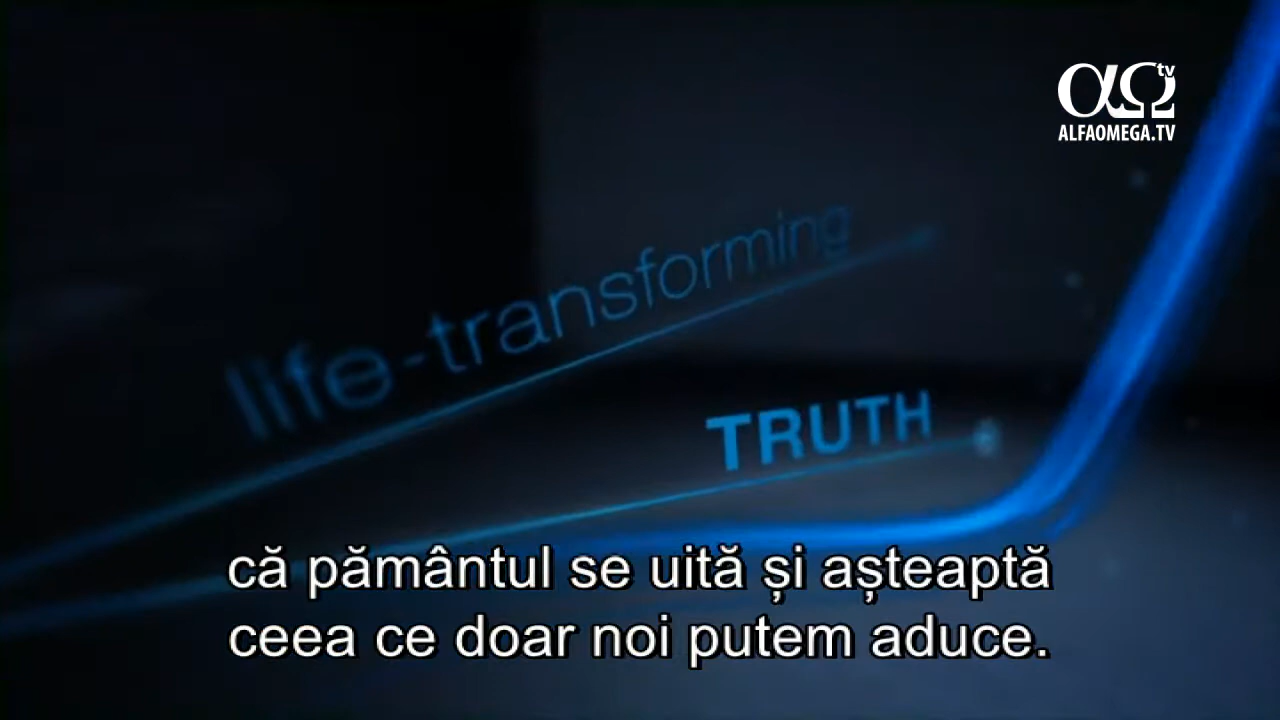 αΩ tv
ALFAOMEGA.TV
life-transforming
TRUTH
că pământul se uită și așteaptă
ceea ce doar noi putem aduce.